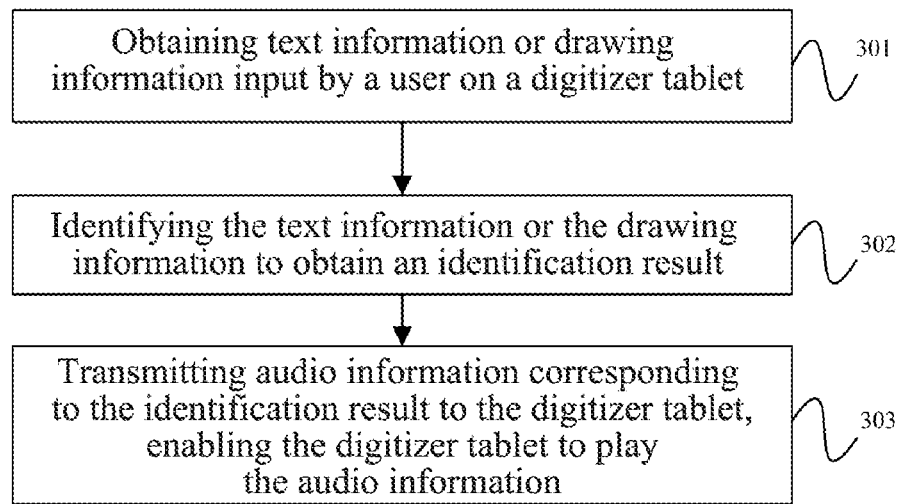 Obtaining text information or drawing
information input by a user on a digitizer tablet
301
Identifying the text information or the drawing
information to obtain an identification result
302
Transmitting audio information corresponding
to the identification result to the digitizer tablet,
enabling the digitizer tablet to play
the audio information
303